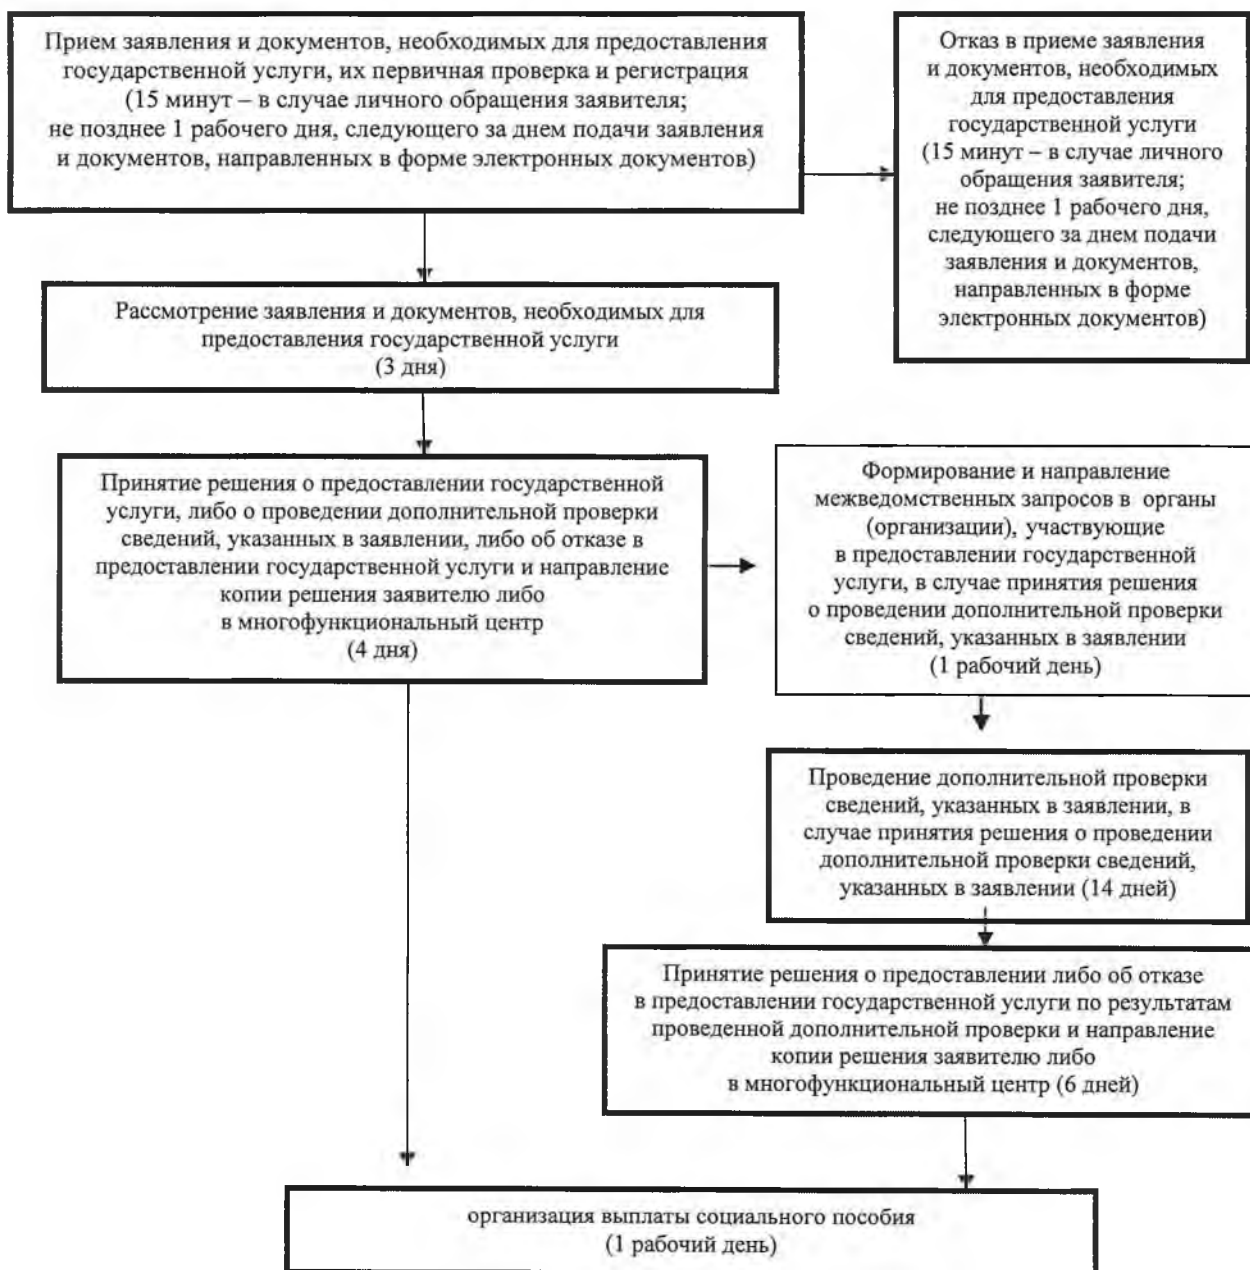 Прием заявления и документов, необходимых для предоставления
государственной услуги, их первичная проверка и регистрация
(15 минут – в случае личного обращения заявителя;
не позднее 1 рабочего дня, следующего за днем подачи заявления
и документов, направленных в форме электронных документов)
Отказ в приеме заявления
и документов, необходимых
для предоставления
государственной услуги
(15 минут – в случае личного
обращения заявителя;
не позднее 1 рабочего дня,
следующего за днем подачи
заявления и документов,
направленных в форме
электронных документов)
Рассмотрение заявления и документов, необходимых для
предоставления государственной услуги
(3 дня)
Принятие решения о предоставлении государственной
услуги, либо о проведении дополнительной проверки
сведений, указанных в заявлении, либо об отказе в
предоставлении государственной услуги и направление
копии решения заявителю либо
в многофункциональный центр
(4 дня)
Формирование и направление
межведомственных запросов в органы
(организации), участвующие
в предоставлении государственной
услуги, в случае принятия решения
о проведении дополнительной проверки
сведений, указанных в заявлении
(1 рабочий день)
Проведение дополнительной проверки
сведений, указанных в заявлении, в
случае принятия решения о проведении
дополнительной проверки сведений,
указанных в заявлении (14 дней)
Принятие решения о предоставлении либо об отказе
в предоставлении государственной услуги по результатам
проведенной дополнительной проверки и направление
копии решения заявителю либо
в многофункциональный центр (6 дней)
организация выплаты социального пособия
(1 рабочий день)